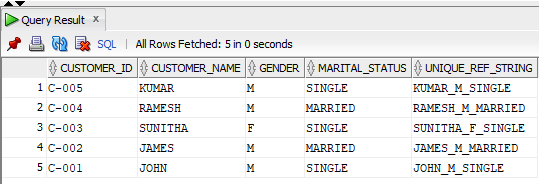 Query Result ×
SQL | All Rows Fetched: 5 in 0 seconds
CUSTOMER_ID CUSTOMER_NAME GENDER MARITAL_STATUS UNIQUE_REF_STRING
1 C-005 KUMAR M SINGLE KUMAR_M_SINGLE
2 C-004 RAMESH M MARRIED RAMESH_M_MARRIED
3 C-003 SUNITHA F SINGLE SUNITHA_F_SINGLE
4 C-002 JAMES M MARRIED JAMES_M_MARRIED
5 C-001 JOHN M SINGLE JOHN_M_SINGLE